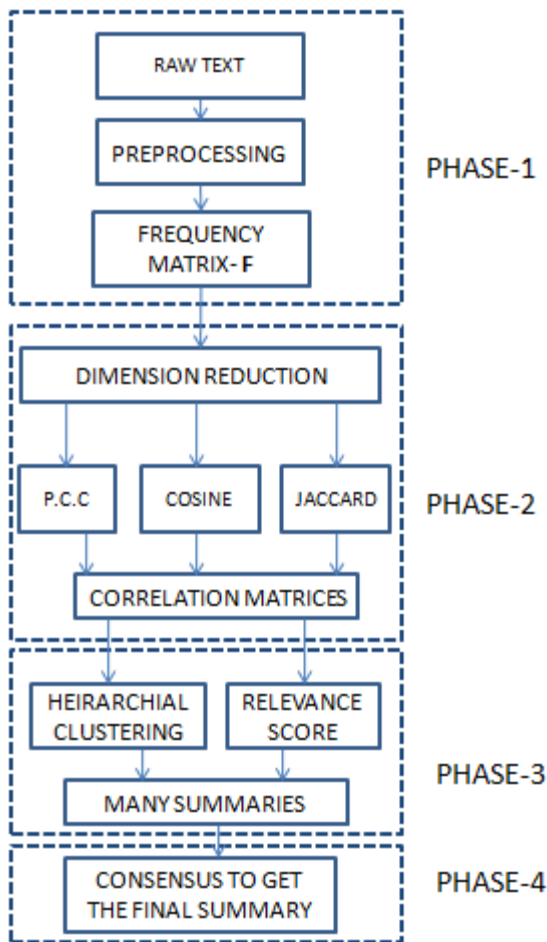 RAW TEXT
PREPROCESSING
PHASE-1
FREQUENCY
MATRIX- F
DIMENSION REDUCTION
P.C.C
COSINE
JACCARD
PHASE-2
CORRELATION MATRICES
HEIRARCHIAL
CLUSTERING
RELEVANCE
SCORE
PHASE-3
MANY SUMMARIES
CONSENSUS TO GET
THE FINAL SUMMARY
PHASE-4